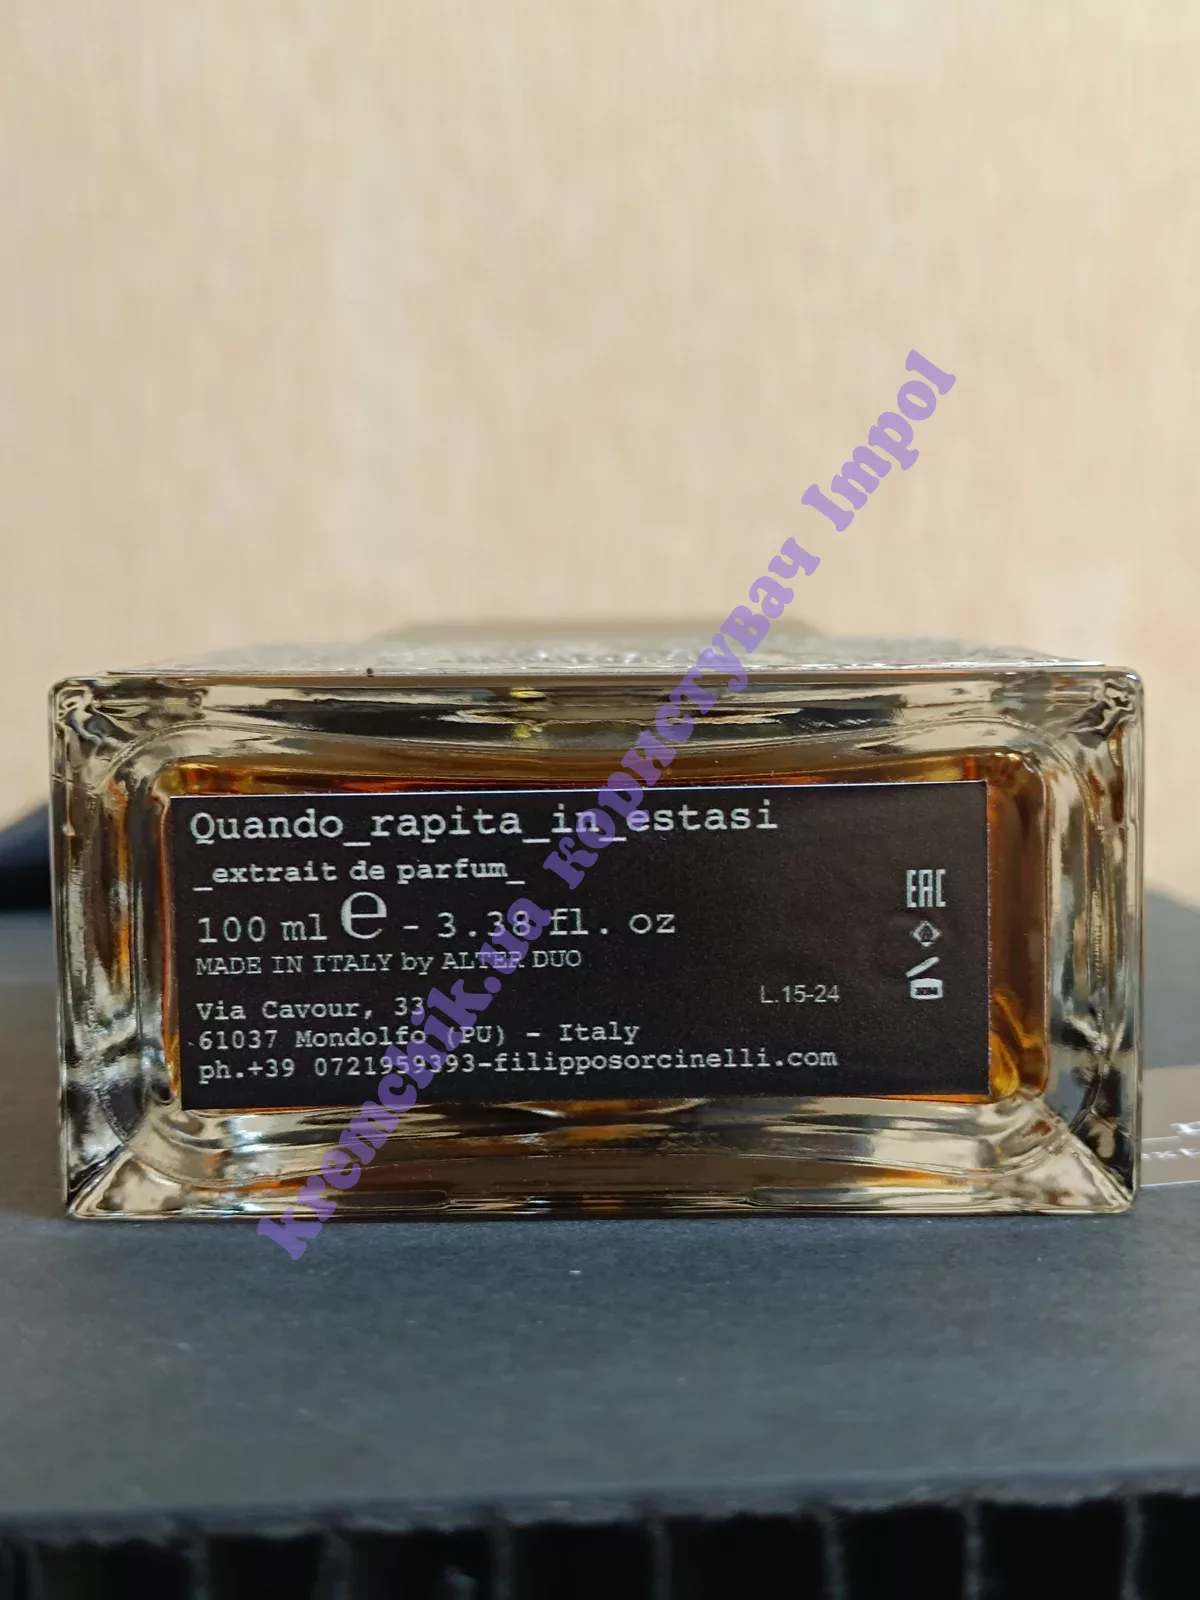 Quando_rapita_in_estasi
_extrait de parfum_
100 ml e - 3.38 fl. oz
MADE IN ITALY by ALTER DUO
Via Cavour, 33
61037 Mondolfo (PU) - Italy
ph.+39 0721959393-filipposorcinelli.com
L.15-24
EAC
kremchik.ua користувач Impol